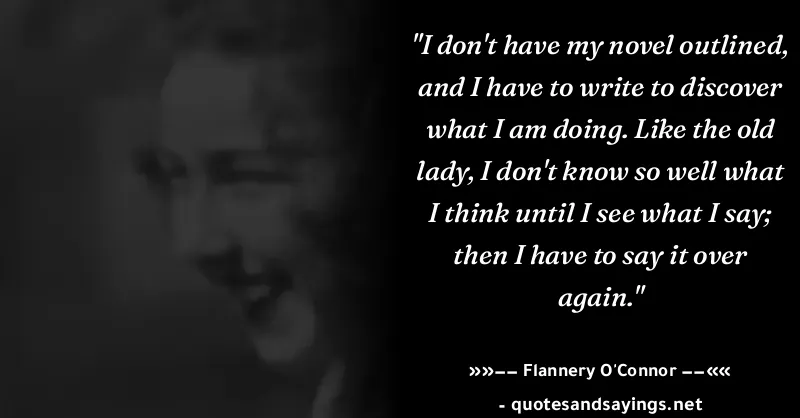 "I don't have my novel outlined,
and I have to write to discover
what I am doing. Like the old
lady, I don't know so well what
I think until I see what I say;
then I have to say it over
again."
»»−− Flannery O'Connor −−««
- quotesandsayings.net